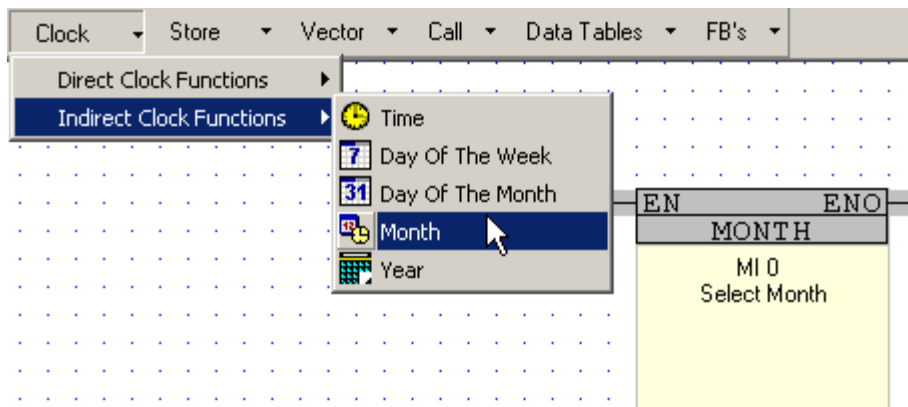 Clock Store Vector Call Data Tables FB's
Direct Clock Functions
Indirect Clock Functions
Time
7 Day Of The Week
31 Day Of The Month
12 Month
Year
EN ENO
MONTH
MI 0
Select Month